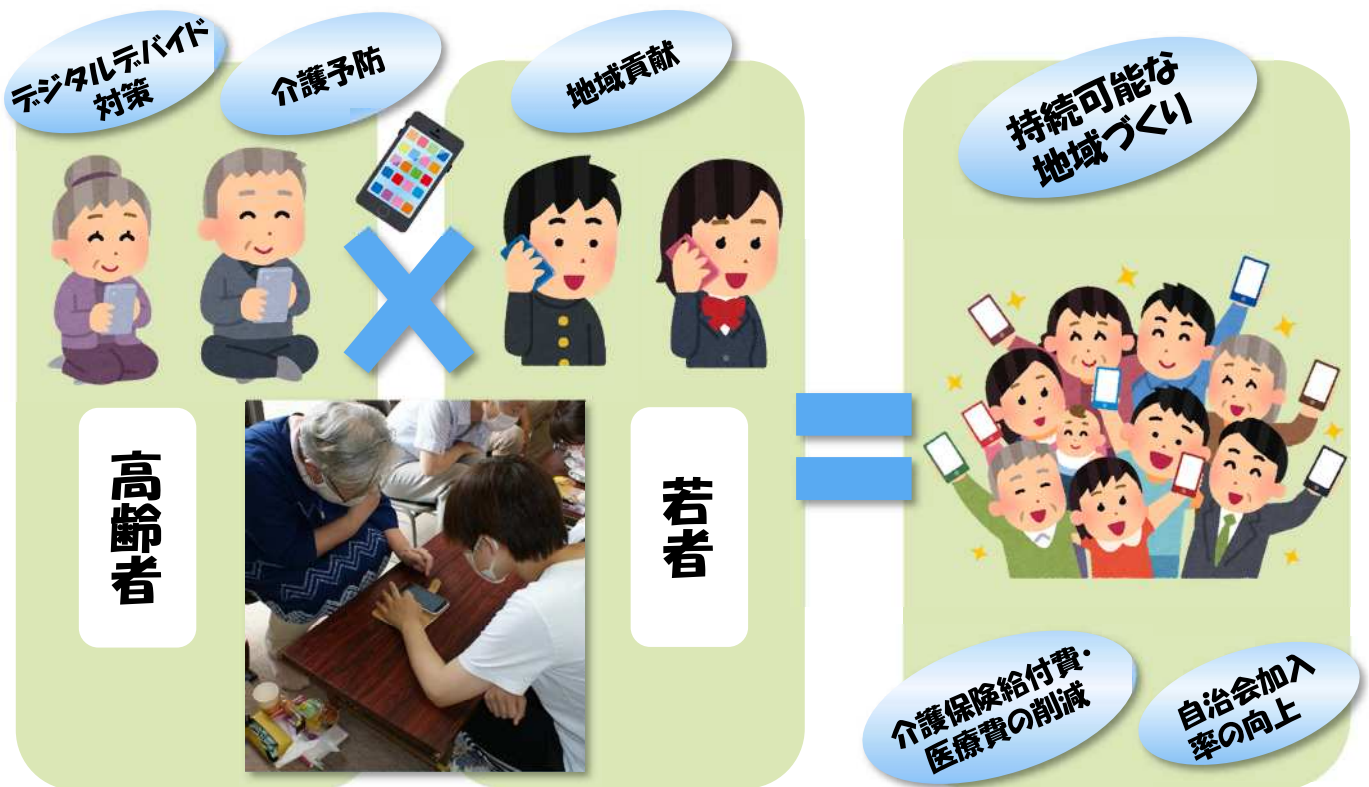 デジタルデバイド
対策
介護予防
地域貢献
持続可能な
地域づくり
高齢者
若者
介護保険給付費・
医療費の削減
自治会加入
率の向上